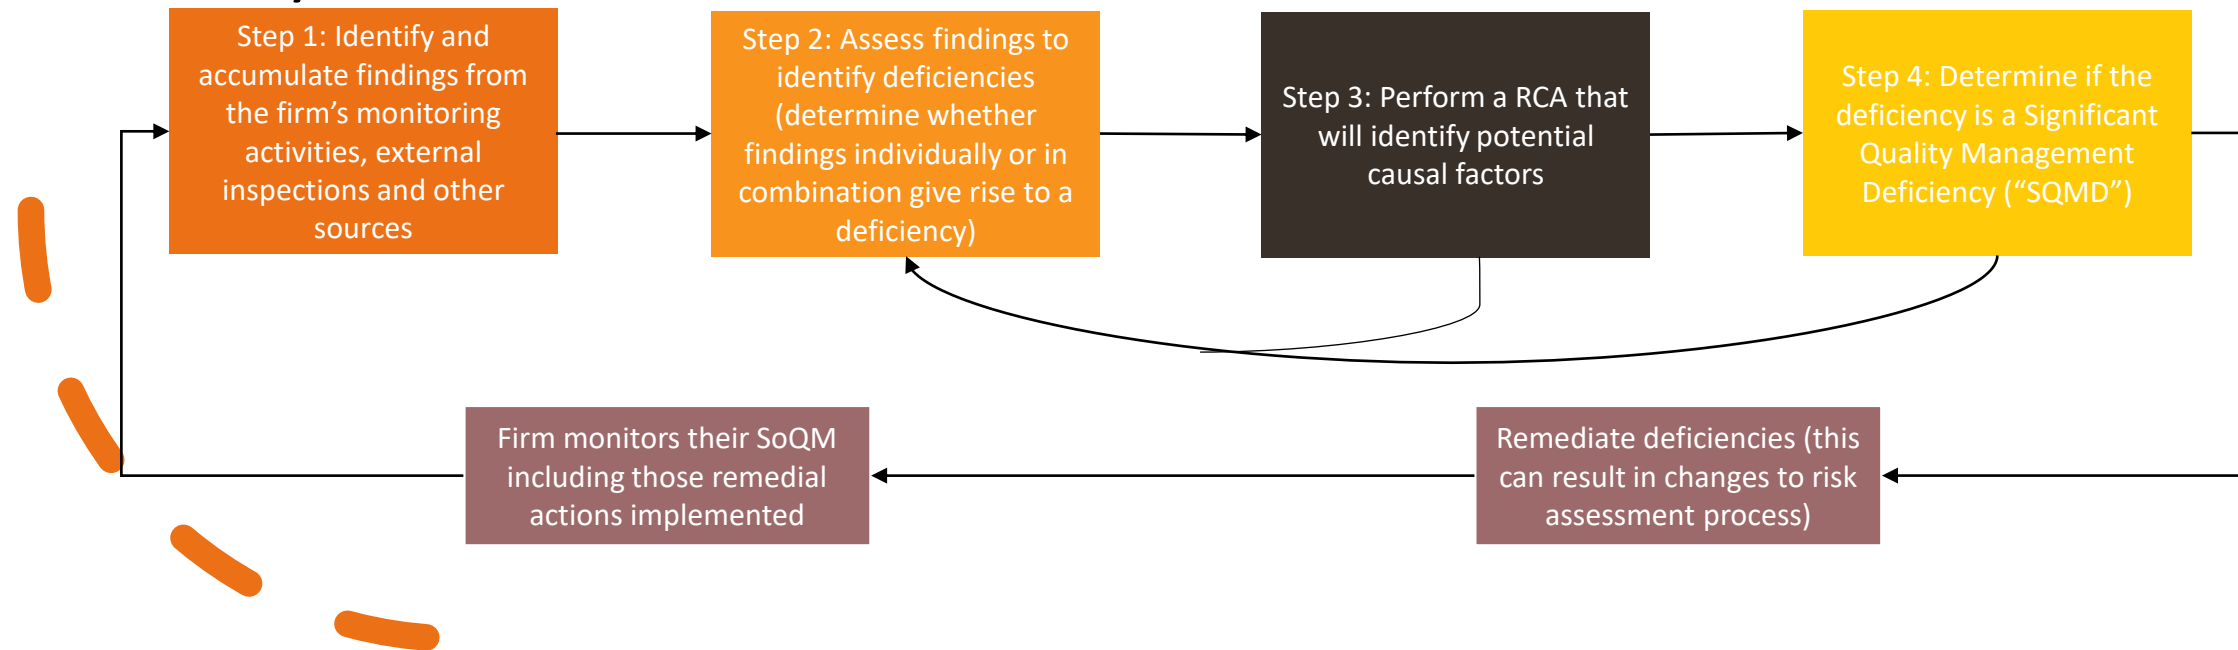 Step 1: Identify and
accumulate findings from
the firm’s monitoring
activities, external
inspections and other
sources
Step 2: Assess findings to
identify deficiencies
(determine whether
findings individually or in
combination give rise to a
deficiency)
Step 3: Perform a RCA that
will identify potential
causal factors
Step 4: Determine if the
deficiency is a Significant
Quality Management
Deficiency (“SQMD”)
Firm monitors their SoQM
including those remedial
actions implemented
Remediate deficiencies (this
can result in changes to risk
assessment process)